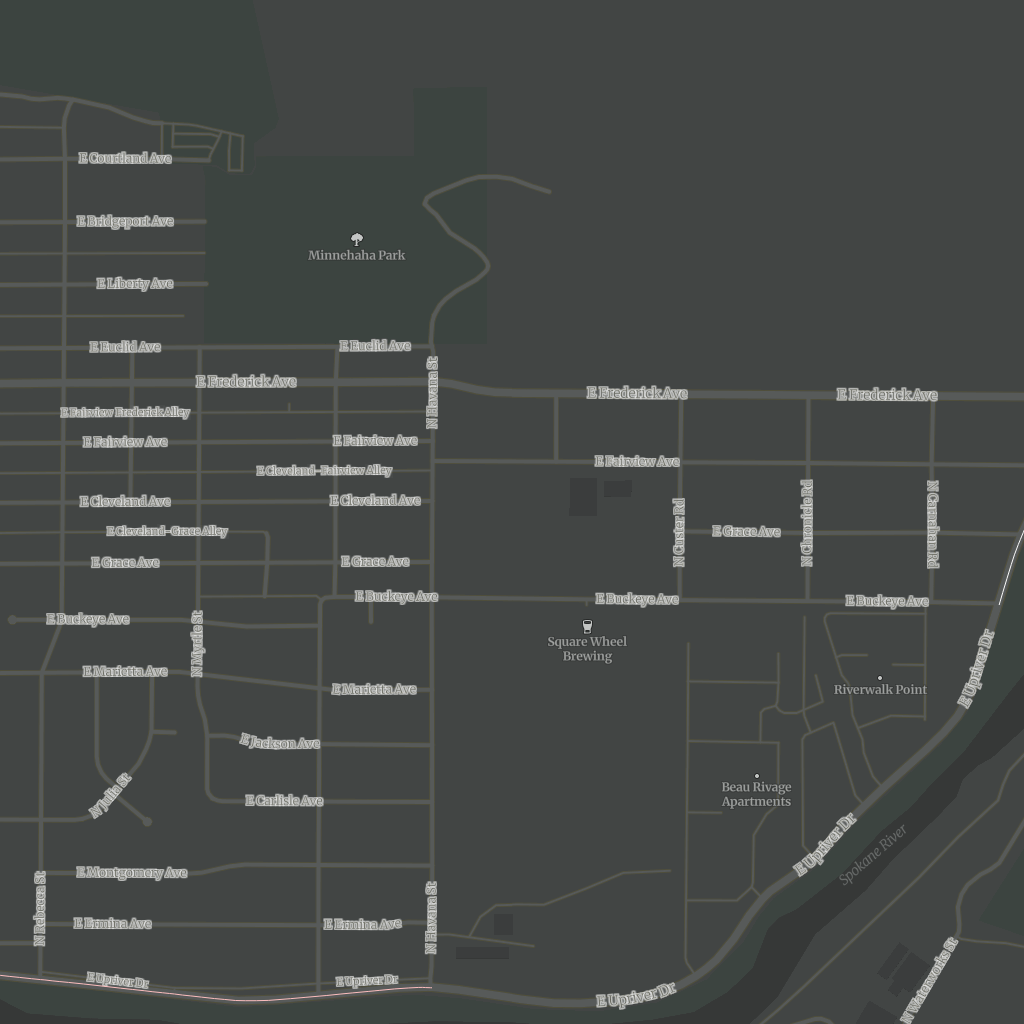 E Courtland Ave
E Bridgeport Ave
Minnehaha Park
E Liberty Ave
E Euclid Ave
E Euclid Ave
E Frederick Ave
N Havana St
E Frederick Ave
E Frederick Ave
E Fairview Frederick Alley
E Fairview Ave
E Fairview Ave
E Fairview Ave
E Cleveland-Fairview Alley
E Cleveland Ave
E Cleveland Ave
N Custer Rd
N Chronicle Rd
N Carnahan Rd
E Cleveland-Grace Alley
E Grace Ave
E Grace Ave
E Grace Ave
E Buckeye Ave
E Buckeye Ave
E Buckeye Ave
E Buckeye Ave
N Myrtle St
Square Wheel
Brewing
E Upriver Dr
E Marietta Ave
E Marietta Ave
Riverwalk Point
E Jackson Ave
N Julia St
E Carlisle Ave
Beau Rivage
Apartments
E Upriver Dr
Spokane River
E Montgomery Ave
N Rebecca St
N Havana St
E Ermina Ave
E Ermina Ave
N Waterworks St
E Upriver Dr
E Upriver Dr
E Upriver Dr